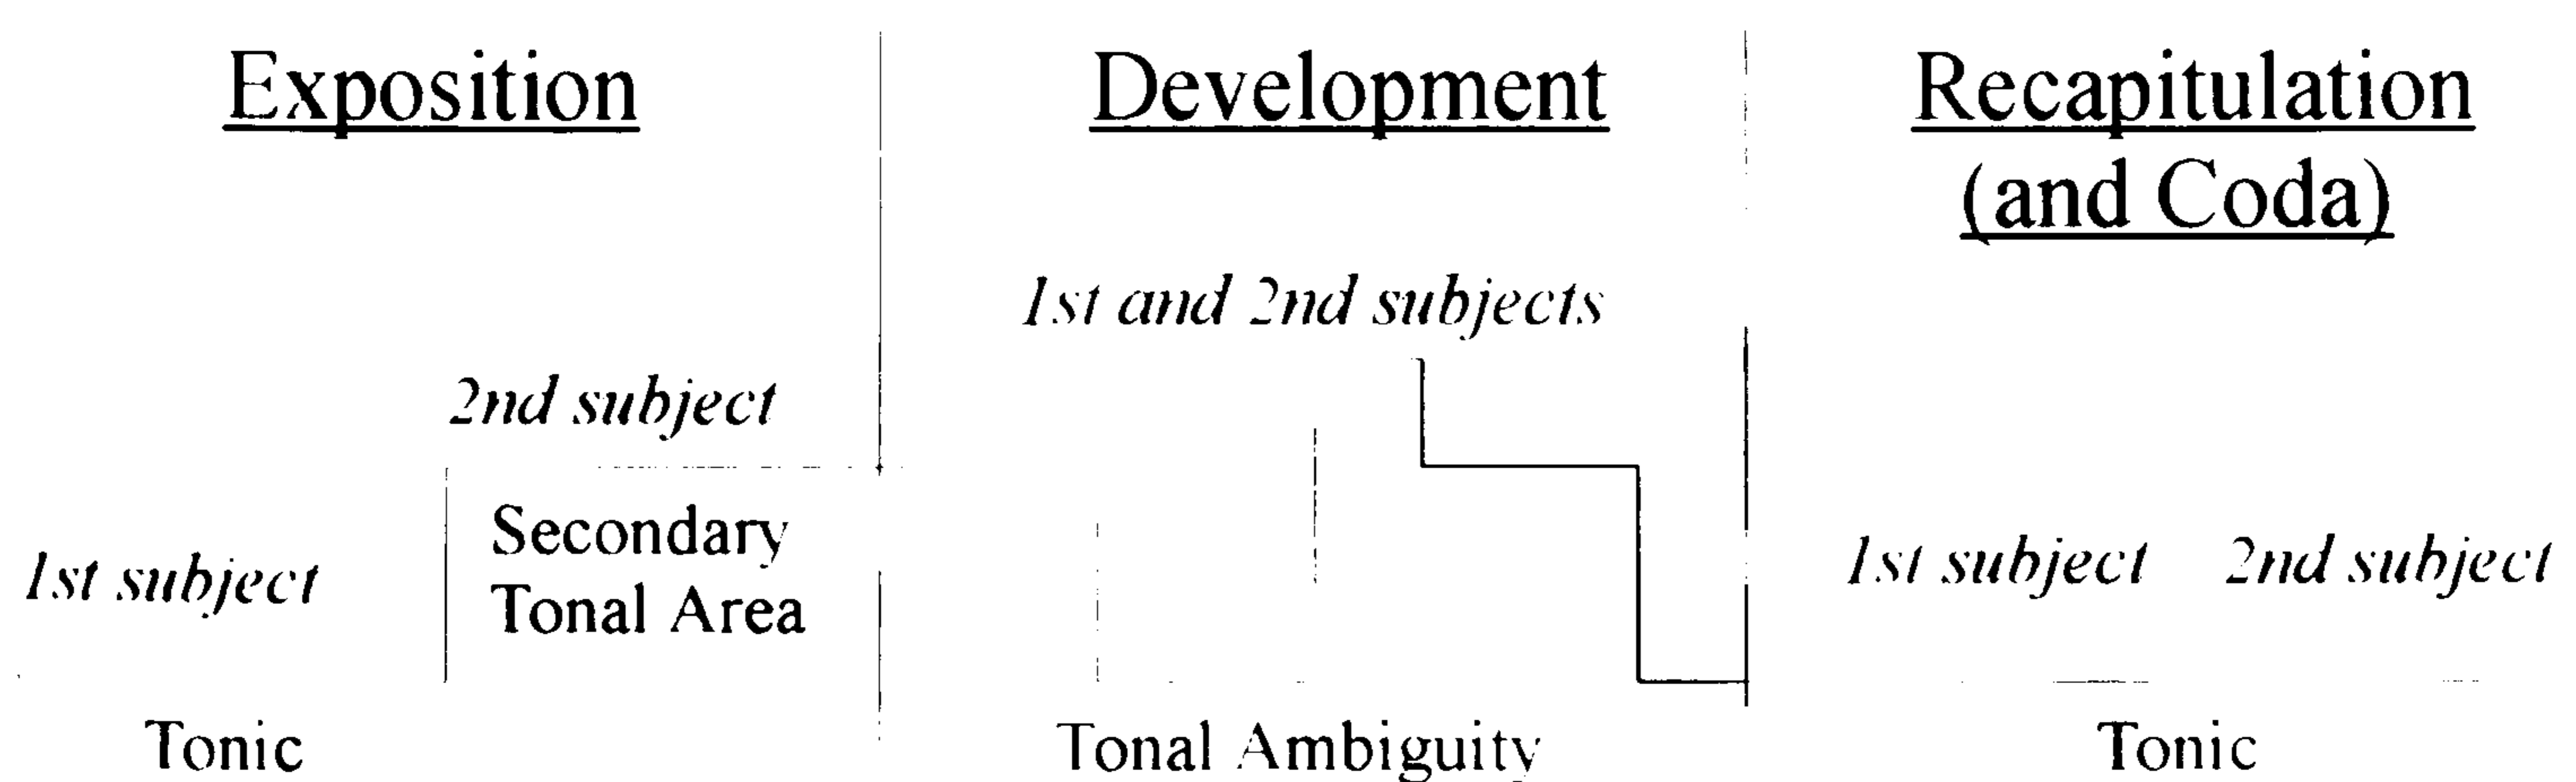 Exposition
Development
Recapitulation
(and Coda)
1st and 2nd subjects
2nd subject
Secondary
Tonal Area
1st subject
1st subject 2nd subject
Tonic
Tonal Ambiguity
Tonic